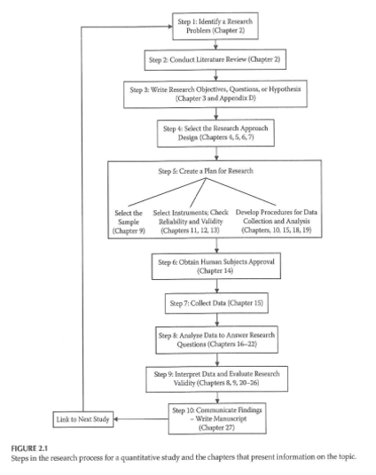 Step 1: Identify a Research
Problem (Chapter 2)
Step 2: Conduct Literature Review (Chapter 2)
Step 3: Write Research Objectives, Questions, or Hypothesis
(Chapter 3 and Appendix D)
Step 4: Select the Research Approach
Design (Chapters 4, 5, 6, 7)
Step 5: Create a Plan for Research
Select the
Sample
(Chapter 9)
Select Instruments; Check
Reliability and Validity
(Chapters 11, 12, 13)
Develop Procedures for Data
Collection and Analysis
(Chapters, 10, 15, 18, 19)
Step 6: Obtain Human Subjects Approval
(Chapter 14)
Step 7: Collect Data (Chapter 15)
Step 8: Analyze Data to Answer Research
Questions (Chapters 16–22)
Step 9: Interpret Data and Evaluate Research
Validity (Chapters 8, 9, 20–26)
Step 10: Communicate Findings
– Write Manuscript
(Chapter 27)
Link to Next Study
FIGURE 2.1
Steps in the research process for a quantitative study and the chapters that present information on the topic.